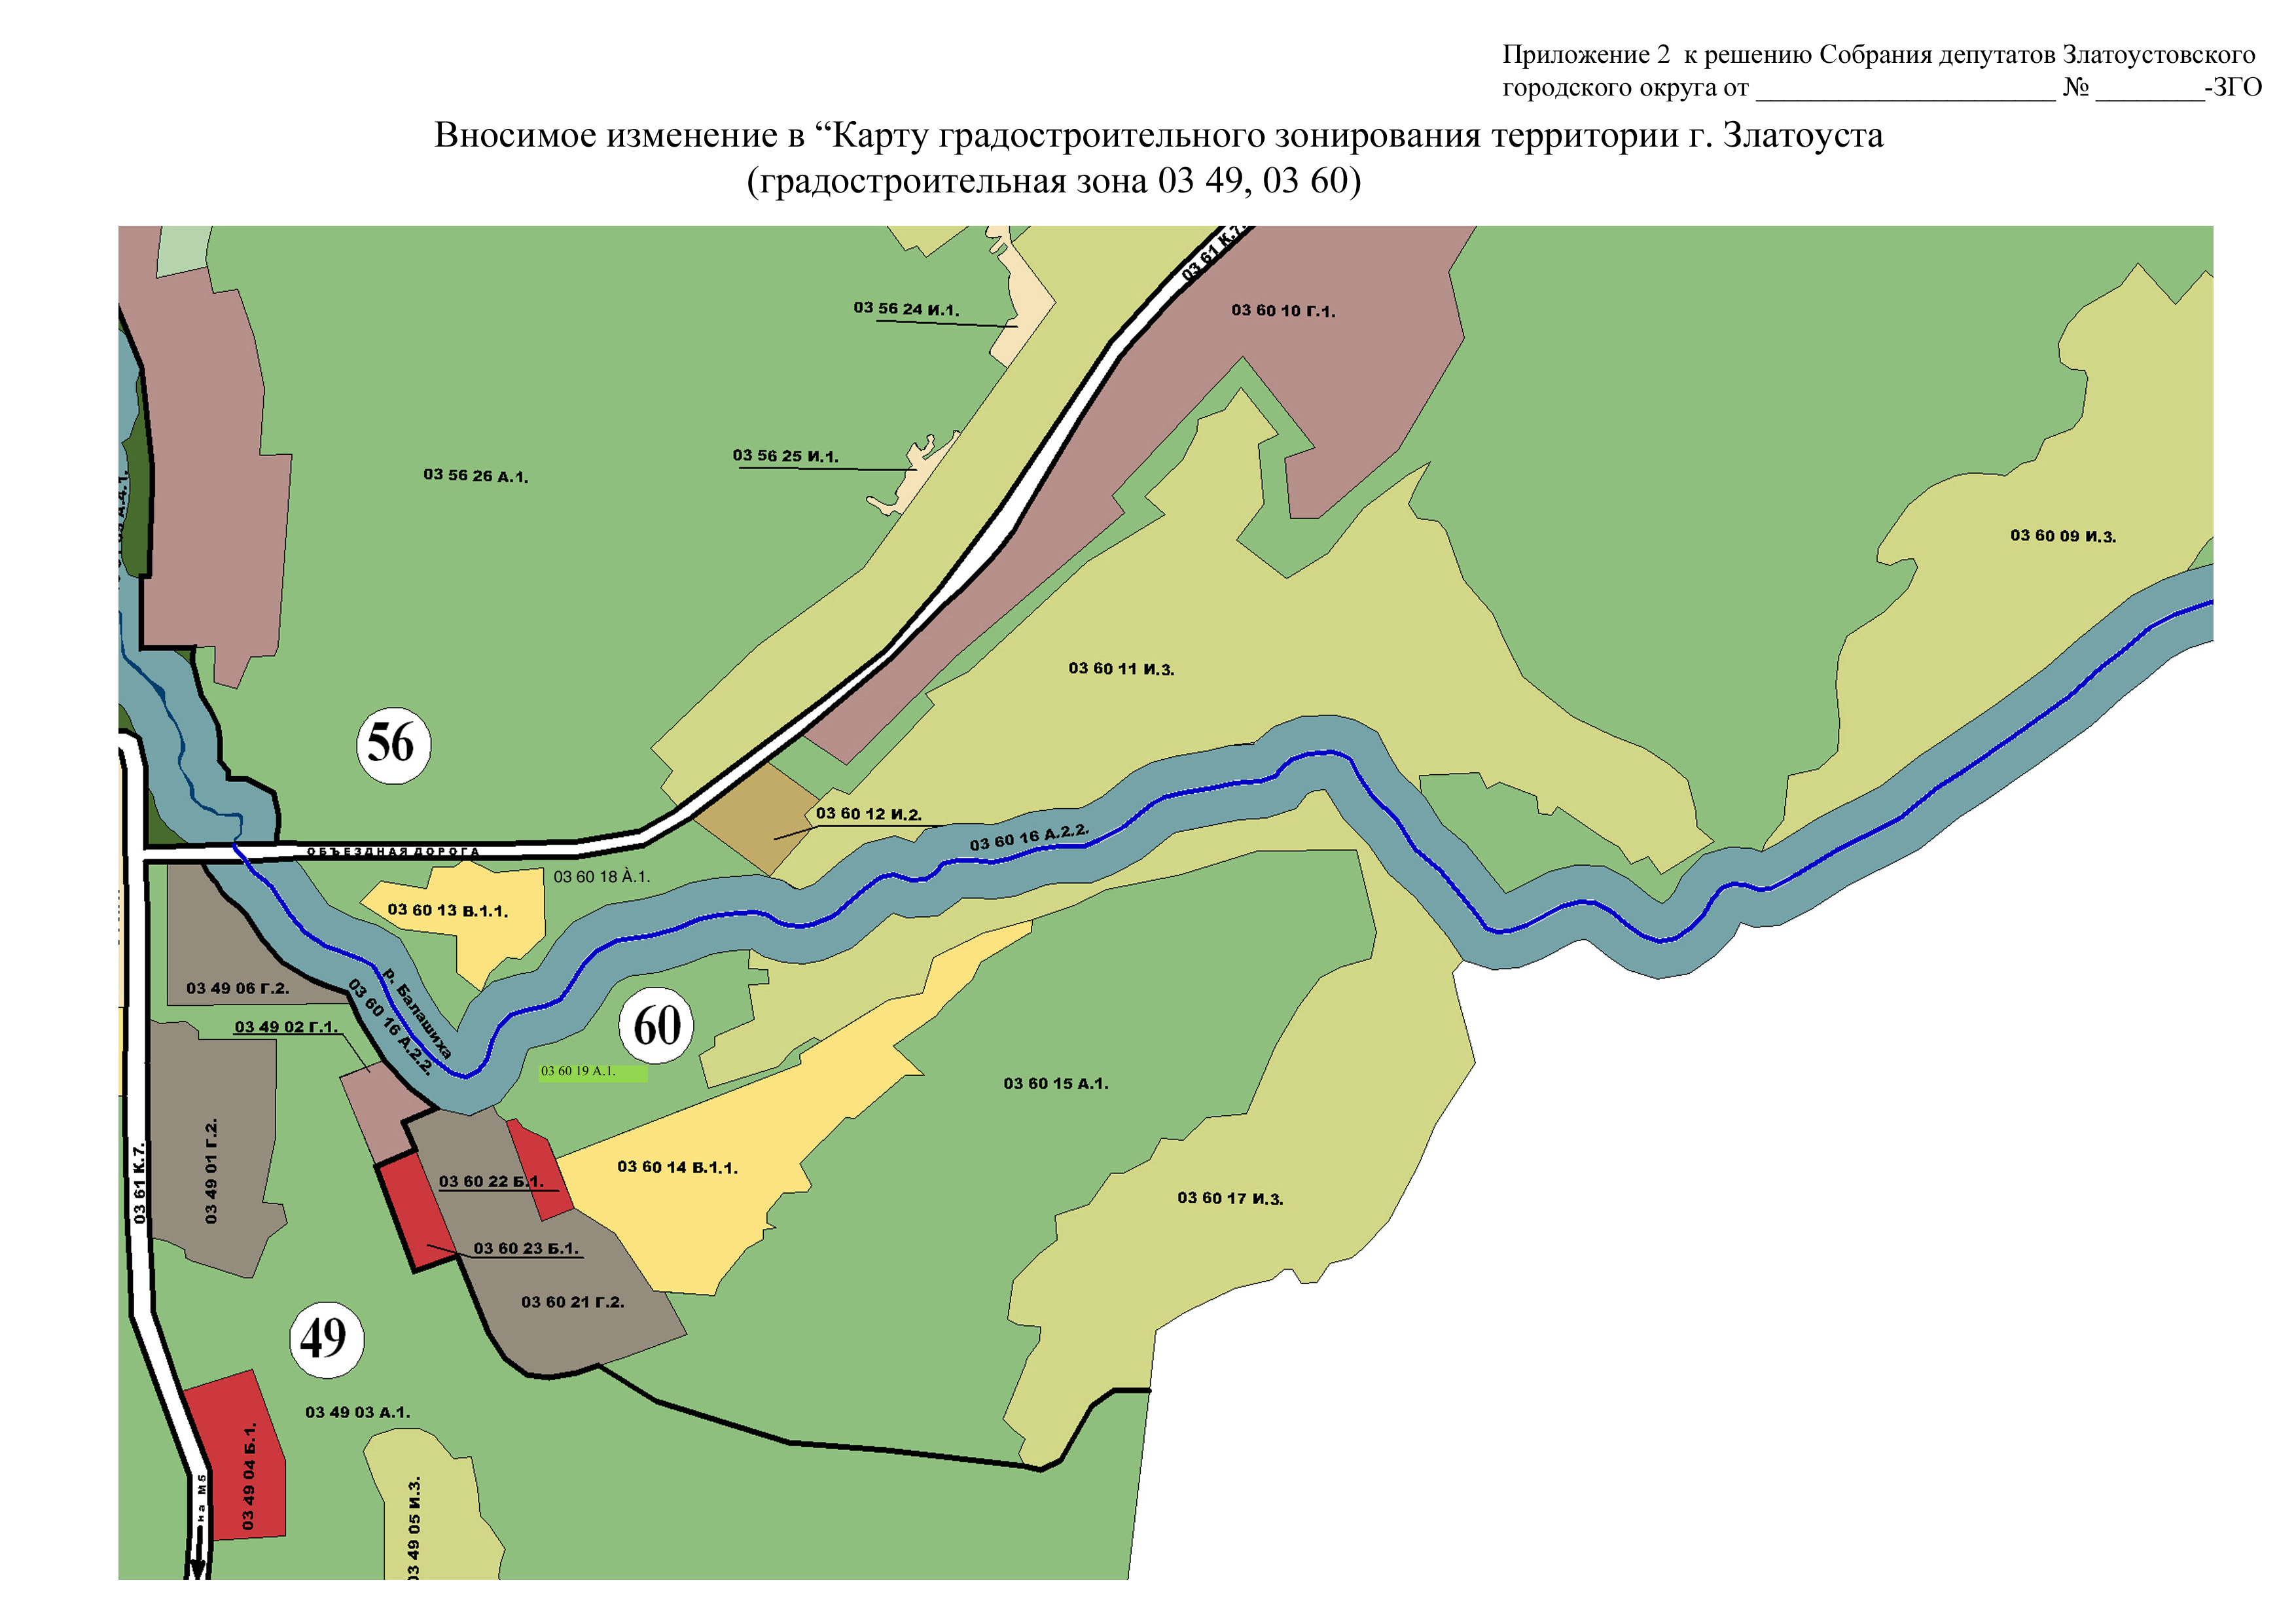 Приложение 2 к решению Собрания депутатов Златоустовского
городского округа от ______________________ № ________-ЗГО
Вносимое изменение в “Карту градостроительного зонирования территории г. Златоуста
(градостроительная зона 03 49, 03 60)
03 61 К.7.
03 56 24 И.1.
03 60 10 Г.1.
03 56 25 И.1.
03 56 26 А.1.
03 60 09 И.3.
03 60 11 И.3.
56
03 60 12 И.2.
03 60 16 А.2.2.
ОБЪЕЗДНАЯ ДОРОГА
03 60 18 À.1.
03 60 13 В.1.1.
03 49 06 Г.2.
р. Балашиха
03 60 16 А.2.2.
60
03 49 02 Г.1.
03 60 19 А.1.
03 60 15 А.1.
03 49 01 Г.2.
03 61 К.7.
03 60 14 В.1.1.
03 60 22 Б.1.
03 60 17 И.3.
03 60 23 Б.1.
03 60 21 Г.2.
49
03 49 03 А.1.
03 49 04 Б.1.
на М5
03 49 05 И.3.